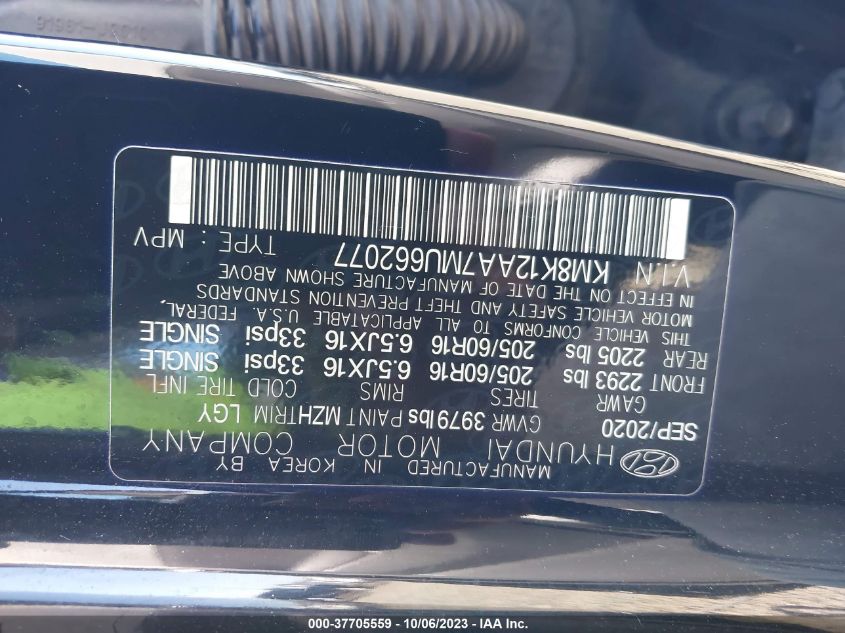 MANUFACTURED IN KOREA BY
HYUNDAI MOTOR COMPANY
SEP/2020 GVWR 3979lbs PAINT MZH TRIM LGY
GAWR TIRES RIMS COLD TIRE INFL
FRONT 2293 lbs 205/60R16 6.5JX16 33psi SINGLE
REAR 2205 lbs 205/60R16 6.5JX16 33psi SINGLE
THIS VEHICLE CONFORMS TO ALL APPLICATABLE U.S.A. FEDERAL,
MOTOR VEHICLE SAFETY AND THEFT PREVENTION STANDARDS
IN EFFECT ON THE DATE OF MANUFACTURE SHOWN ABOVE
V.I.N KM8K12AA7MU662077 TYPE : MPV
000-37705559 - 10/06/2023 - IAA Inc.